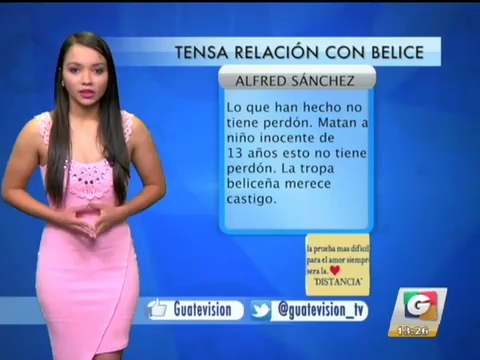 TENSA RELACIÓN CON BELICE
ALFRED SÁNCHEZ
Lo que han hecho no
tiene perdón. Matan a
niño inocente de
13 años esto no tiene
perdón. La tropa
beliceña merece
castigo.
la prueba mas dificil
para el amor siempre
sera la.
"DISTANCIA"
Guatevision
@guatevision_tv
G
13:26